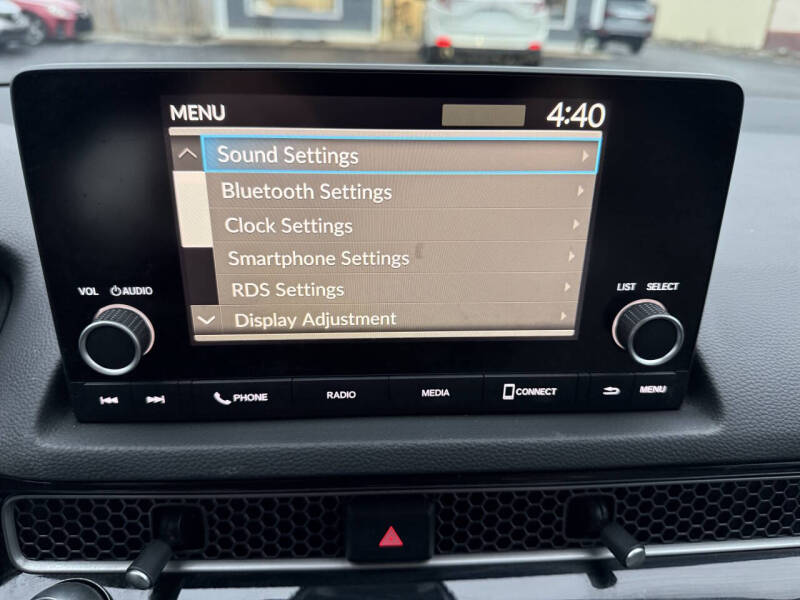 MENU 4:40
Sound Settings
Bluetooth Settings
Clock Settings
Smartphone Settings
RDS Settings
Display Adjustment
VOL AUDIO
LIST SELECT
PHONE RADIO MEDIA CONNECT MENU